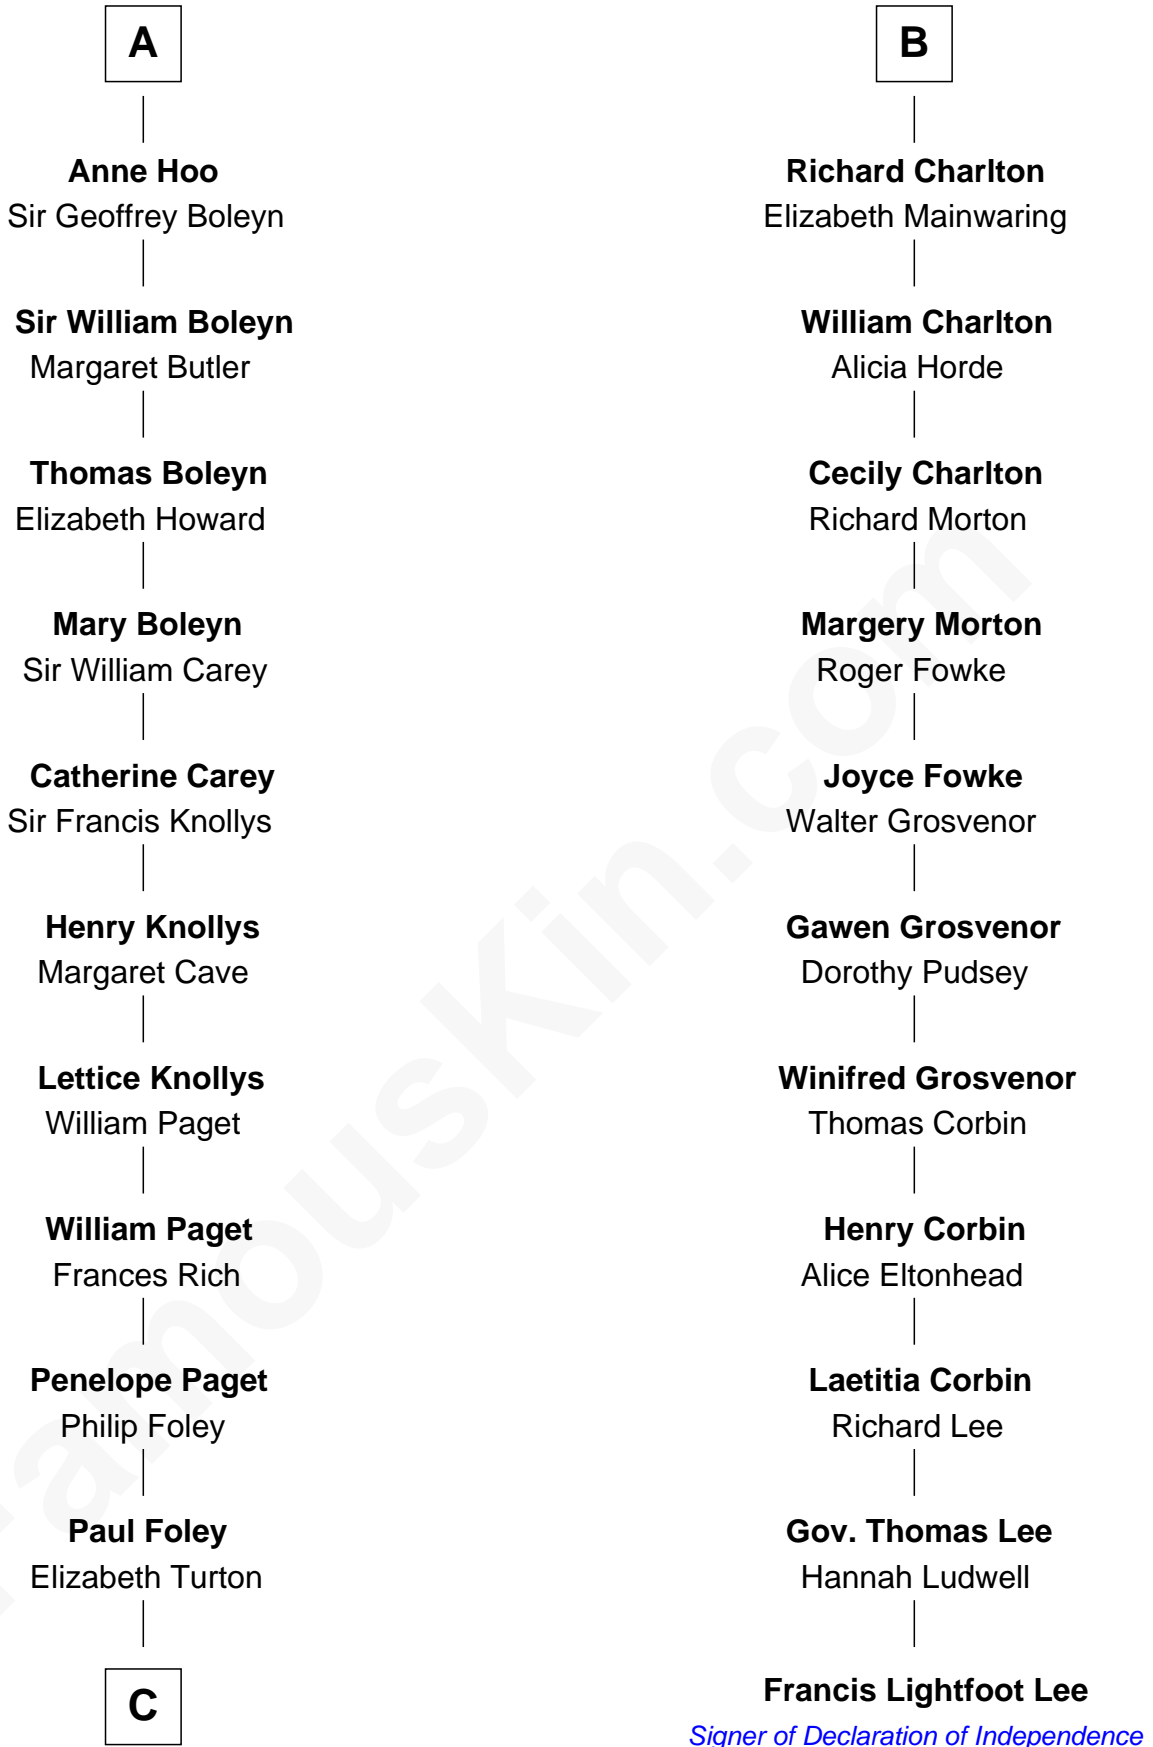 A
Anne Hoo
Sir Geoffrey Boleyn
Sir William Boleyn
Margaret Butler
Thomas Boleyn
Elizabeth Howard
Mary Boleyn
Sir William Carey
Catherine Carey
Sir Francis Knollys
Henry Knollys
Margaret Cave
Lettice Knollys
William Paget
William Paget
Frances Rich
Penelope Paget
Philip Foley
Paul Foley
Elizabeth Turton
C
B
Richard Charlton
Elizabeth Mainwaring
William Charlton
Alicia Horde
Cecily Charlton
Richard Morton
Margery Morton
Roger Fowke
Joyce Fowke
Walter Grosvenor
Gawen Grosvenor
Dorothy Pudsey
Winifred Grosvenor
Thomas Corbin
Henry Corbin
Alice Eltonhead
Laetitia Corbin
Richard Lee
Gov. Thomas Lee
Hannah Ludwell
Francis Lightfoot Lee
Signer of Declaration of Independence
FamousKin.com